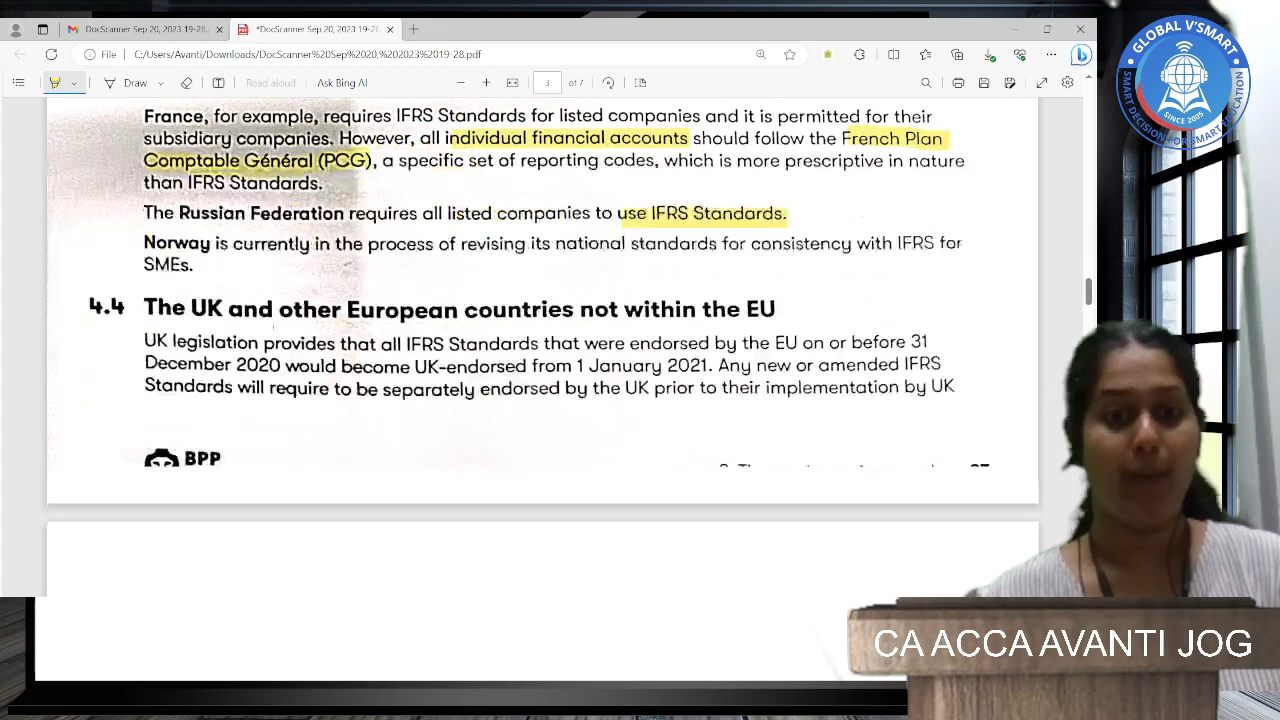 DocScanner Sep 20, 2023 19-28.
*DocScanner Sep 20, 2023 19-28
File
C:/Users/Avanti/Downloads/DocScanner%20Sep%2020,%202023%2019-28.pdf
Draw
Read aloud
Ask Bing AI
3
of 7
France, for example, requires IFRS Standards for listed companies and it is permitted for their
subsidiary companies. However, all individual financial accounts should follow the French Plan
Comptable Général (PCG), a specific set of reporting codes, which is more prescriptive in nature
than IFRS Standards.
The Russian Federation requires all listed companies to use IFRS Standards.
Norway is currently in the process of revising its national standards for consistency with IFRS for
SMEs.
4.4 The UK and other European countries not within the EU
UK legislation provides that all IFRS Standards that were endorsed by the EU on or before 31
December 2020 would become UK-endorsed from 1 January 2021. Any new or amended IFRS
Standards will require to be separately endorsed by the UK prior to their implementation by UK
BPP
GLOBAL V'SMART
SMART DECISION FOR SMART EDUCATION
SINCE 2005
CA ACCA AVANTI JOG